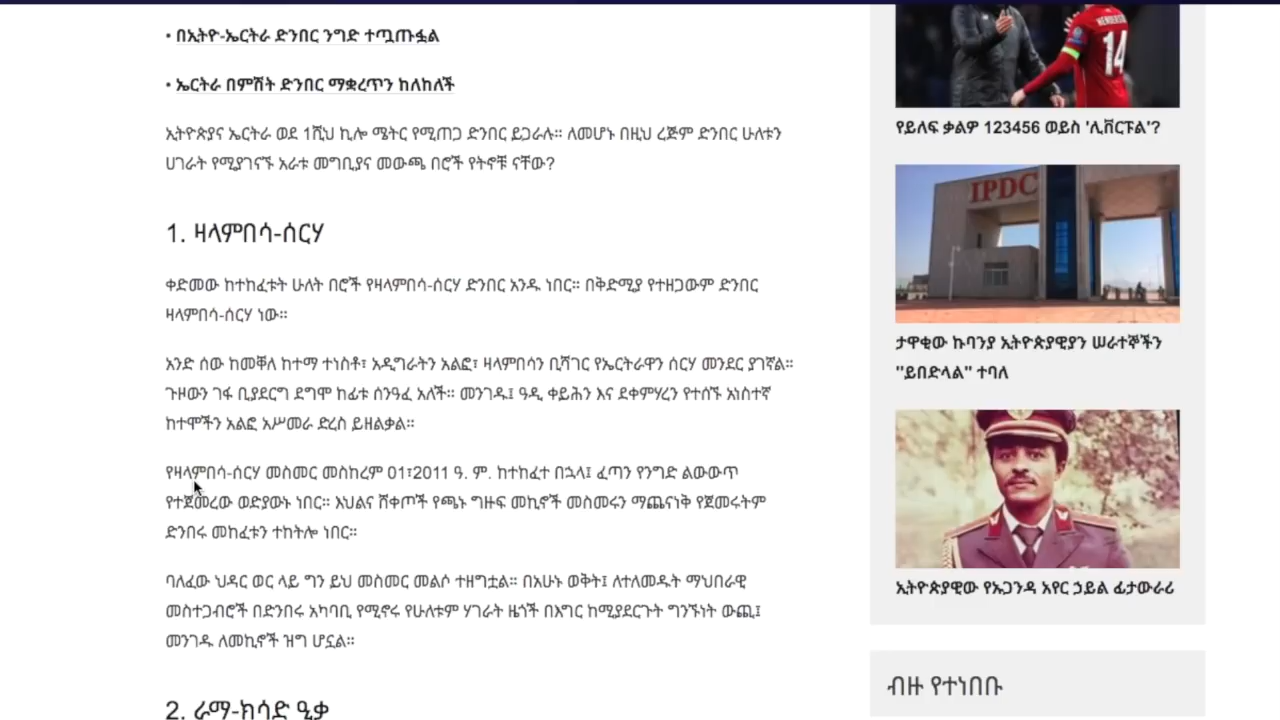 • በኢትዮ-ኤርትራ ድንበር ንግድ ተጧጡፏል
• ኤርትራ በምሽት ድንበር ማቋረጥን ከለከለች
ኢትዮጵያና ኤርትራ ወደ 1ሺህ ኪሎ ሜትር የሚጠጋ ድንበር ይጋራሉ። ለመሆኑ በዚህ ረጅም ድንበር ሁለቱን
ሀገራት የሚያገናኙ አራቱ መግቢያና መውጫ በሮች የትኖቹ ናቸው?
1. ዛላምበሳ-ሰርሃ
ቀድመው ከተከፈቱት ሁለት በሮች የዛላምበሳ-ሰርሃ ድንበር አንዱ ነበር። በቅድሚያ የተዘጋውም ድንበር
ዛላምበሳ-ሰርሃ ነው።
አንድ ሰው ከመቐለ ከተማ ተነስቶ፣ አዲግራትን አልፎ፣ ዛላምበሳን ቢሻገር የኤርትራዋን ሰርሃ መንደር ያገኛል።
ጉዞውን ገፋ ቢያደርግ ደግሞ ከፊቱ ሰንዓፈ አለች። መንገዱ፤ ዓዲ ቀይሕን እና ደቀምሃረን የተሰኙ አነስተኛ
ከተሞችን አልፎ አሥመራ ድረስ ይዘልቃል።
የዛላምበሳ-ሰርሃ መስመር መስከረም 01፣2011 ዓ. ም. ከተከፈተ በኋላ፤ ፈጣን የንግድ ልውውጥ
የተጀመረው ወድያውኑ ነበር። እህልና ሸቀጦች የጫኑ ግዙፍ መኪኖች መስመሩን ማጨናነቅ የጀመሩትም
ድንበሩ መከፈቱን ተከትሎ ነበር።
ባለፈው ህዳር ወር ላይ ግን ይህ መስመር መልሶ ተዘግቷል። በአሁኑ ወቅት፤ ለተለመዱት ማህበራዊ
መስተጋብሮች በድንበሩ አካባቢ የሚኖሩ የሁለቱም ሃገራት ዜጎች በእግር ከሚያደርጉት ግንኙነት ውጪ፤
መንገዱ ለመኪኖች ዝግ ሆኗል።
2. ራማ-ክሳድ ዒቃ
HENDERSON
14
የይለፍ ቃልዎ 123456 ወይስ 'ሊቨርፑል'?
IPDC
ታዋቂው ኩባንያ ኢትዮጵያዊያን ሠራተኞችን
"ይበድላል" ተባለ
ኢትዮጵያዊው የኡጋንዳ አየር ኃይል ፊታውራሪ
ብዙ የተነበቡ